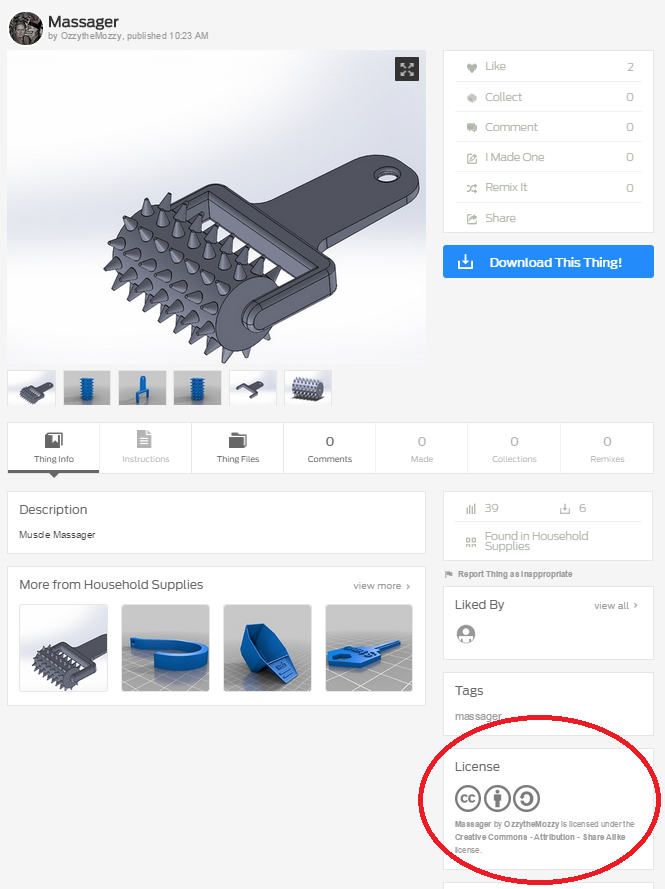 Massager
by OzzytheMozzy, published 10:23 AM
Like 2
Collect 0
Comment 0
I Made One 0
Remix It 0
Share
Download This Thing!
Thing Info
Instructions
Thing Files
0
Comments
0
Made
0
Collections
0
Remixes
Description
Muscle Massager
More from Household Supplies
view more ›
39
6
Found in Household
Supplies
Report Thing as Inappropriate
Liked By
view all ›
Tags
massager
License
cc
Massager by OzzytheMozzy is licensed under the
Creative Commons - Attribution - Share Alike
license.